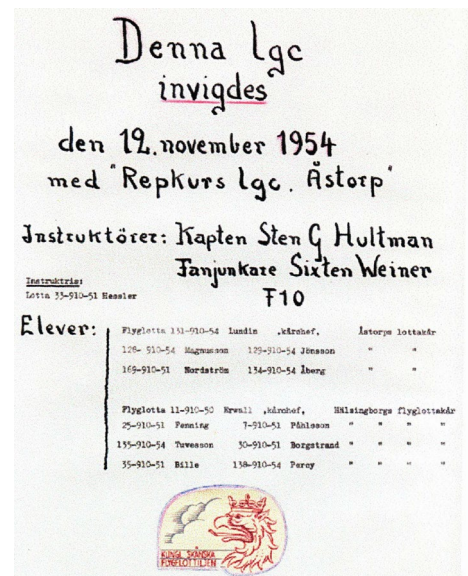 Denna lgc
invigdes
den 12. november 1954
med "Repkurs lgc. Åstorp"
Instruktörer: Kapten Sten G Hultman
Fanjunkare Sixten Weiner
F10
Instruktris:
Lotta 33-910-51 Hessler
Elever:
Flyglotta 131-910-54 Lundin ,kårchef, Åstorps lottakår
128- 910-54 Magnusson 129-910-54 Jönsson " "
169-910-51 Nordström 134-910-54 Åberg " "
Flyglotta 11-910-50 Erwall ,kårchef, Hälsingborgs flyglottakår
25-910-51 Fenning 7-910-51 Påhlsson " " " "
135-910-54 Tuvesson 30-910-51 Borgstrand " " " "
35-910-51 Bille 138-910-54 Percy " " " "
KUNGL SKÅNSKA
FLYGFLOTTILJEN